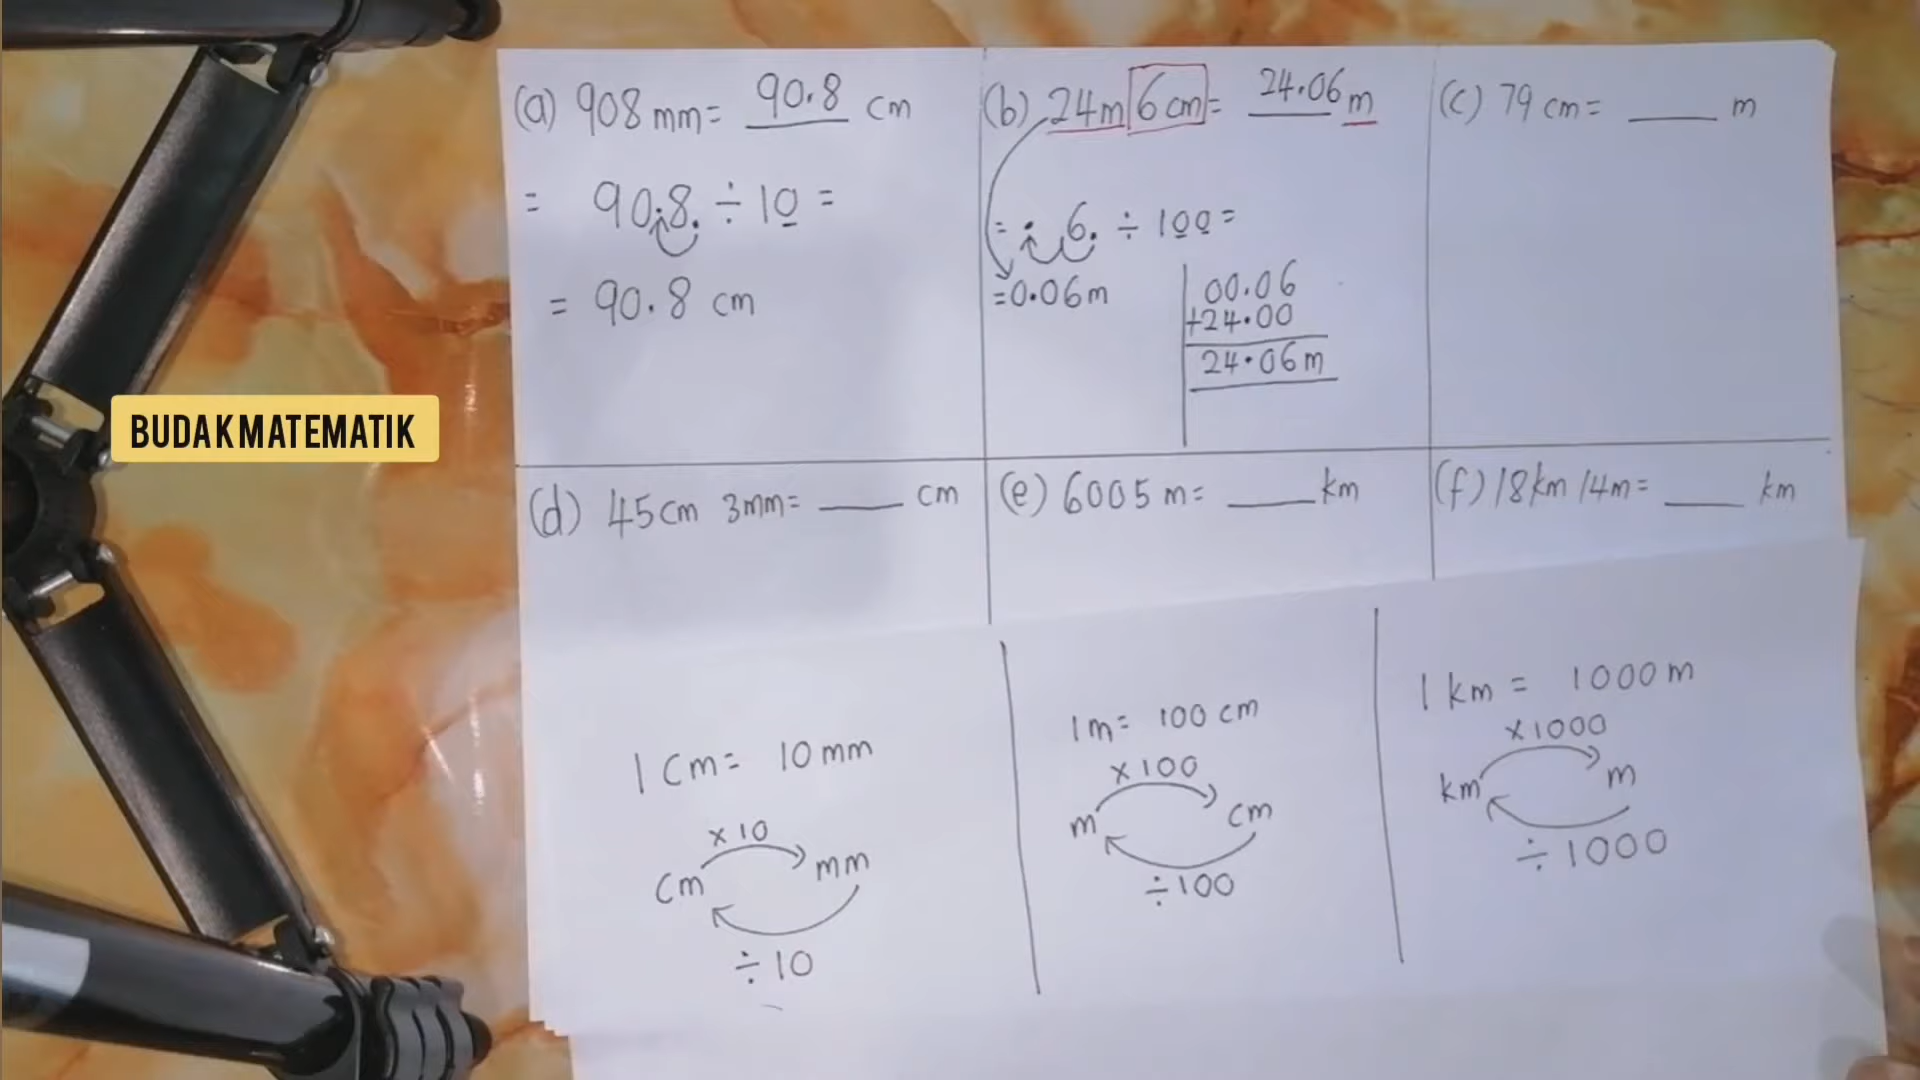 (a) 908 mm = 90.8 cm
= 90.8. ÷ 10 =
= 90.8 cm
(b) 24m 6cm = 24.06 m
= . 6. ÷ 100 =
= 0.06m
00.06
+24.00
24.06m
(c) 79 cm = ____ m
BUDAKMATEMATIK
(d) 45cm 3mm = ____ cm
(e) 6005 m = ____ km
(f) 18km 14m = ____ km
1 cm = 10 mm
x 10
cm mm
÷ 10
1m = 100 cm
x 100
m cm
÷ 100
1 km = 1000 m
x 1000
km m
÷ 1000